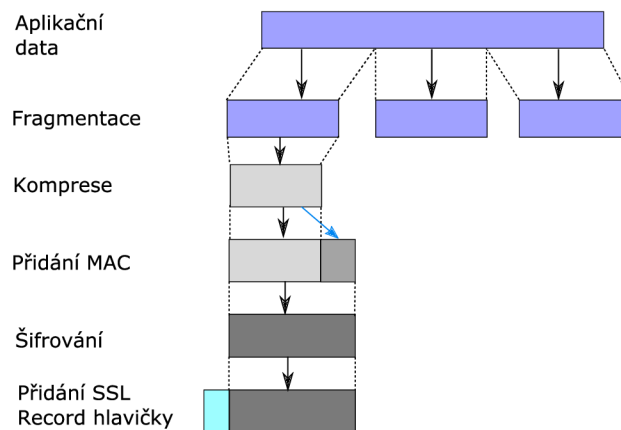 Aplikační
data
Fragmentace
Komprese
Přidání MAC
Šifrování
Přidání SSL
Record hlavičky